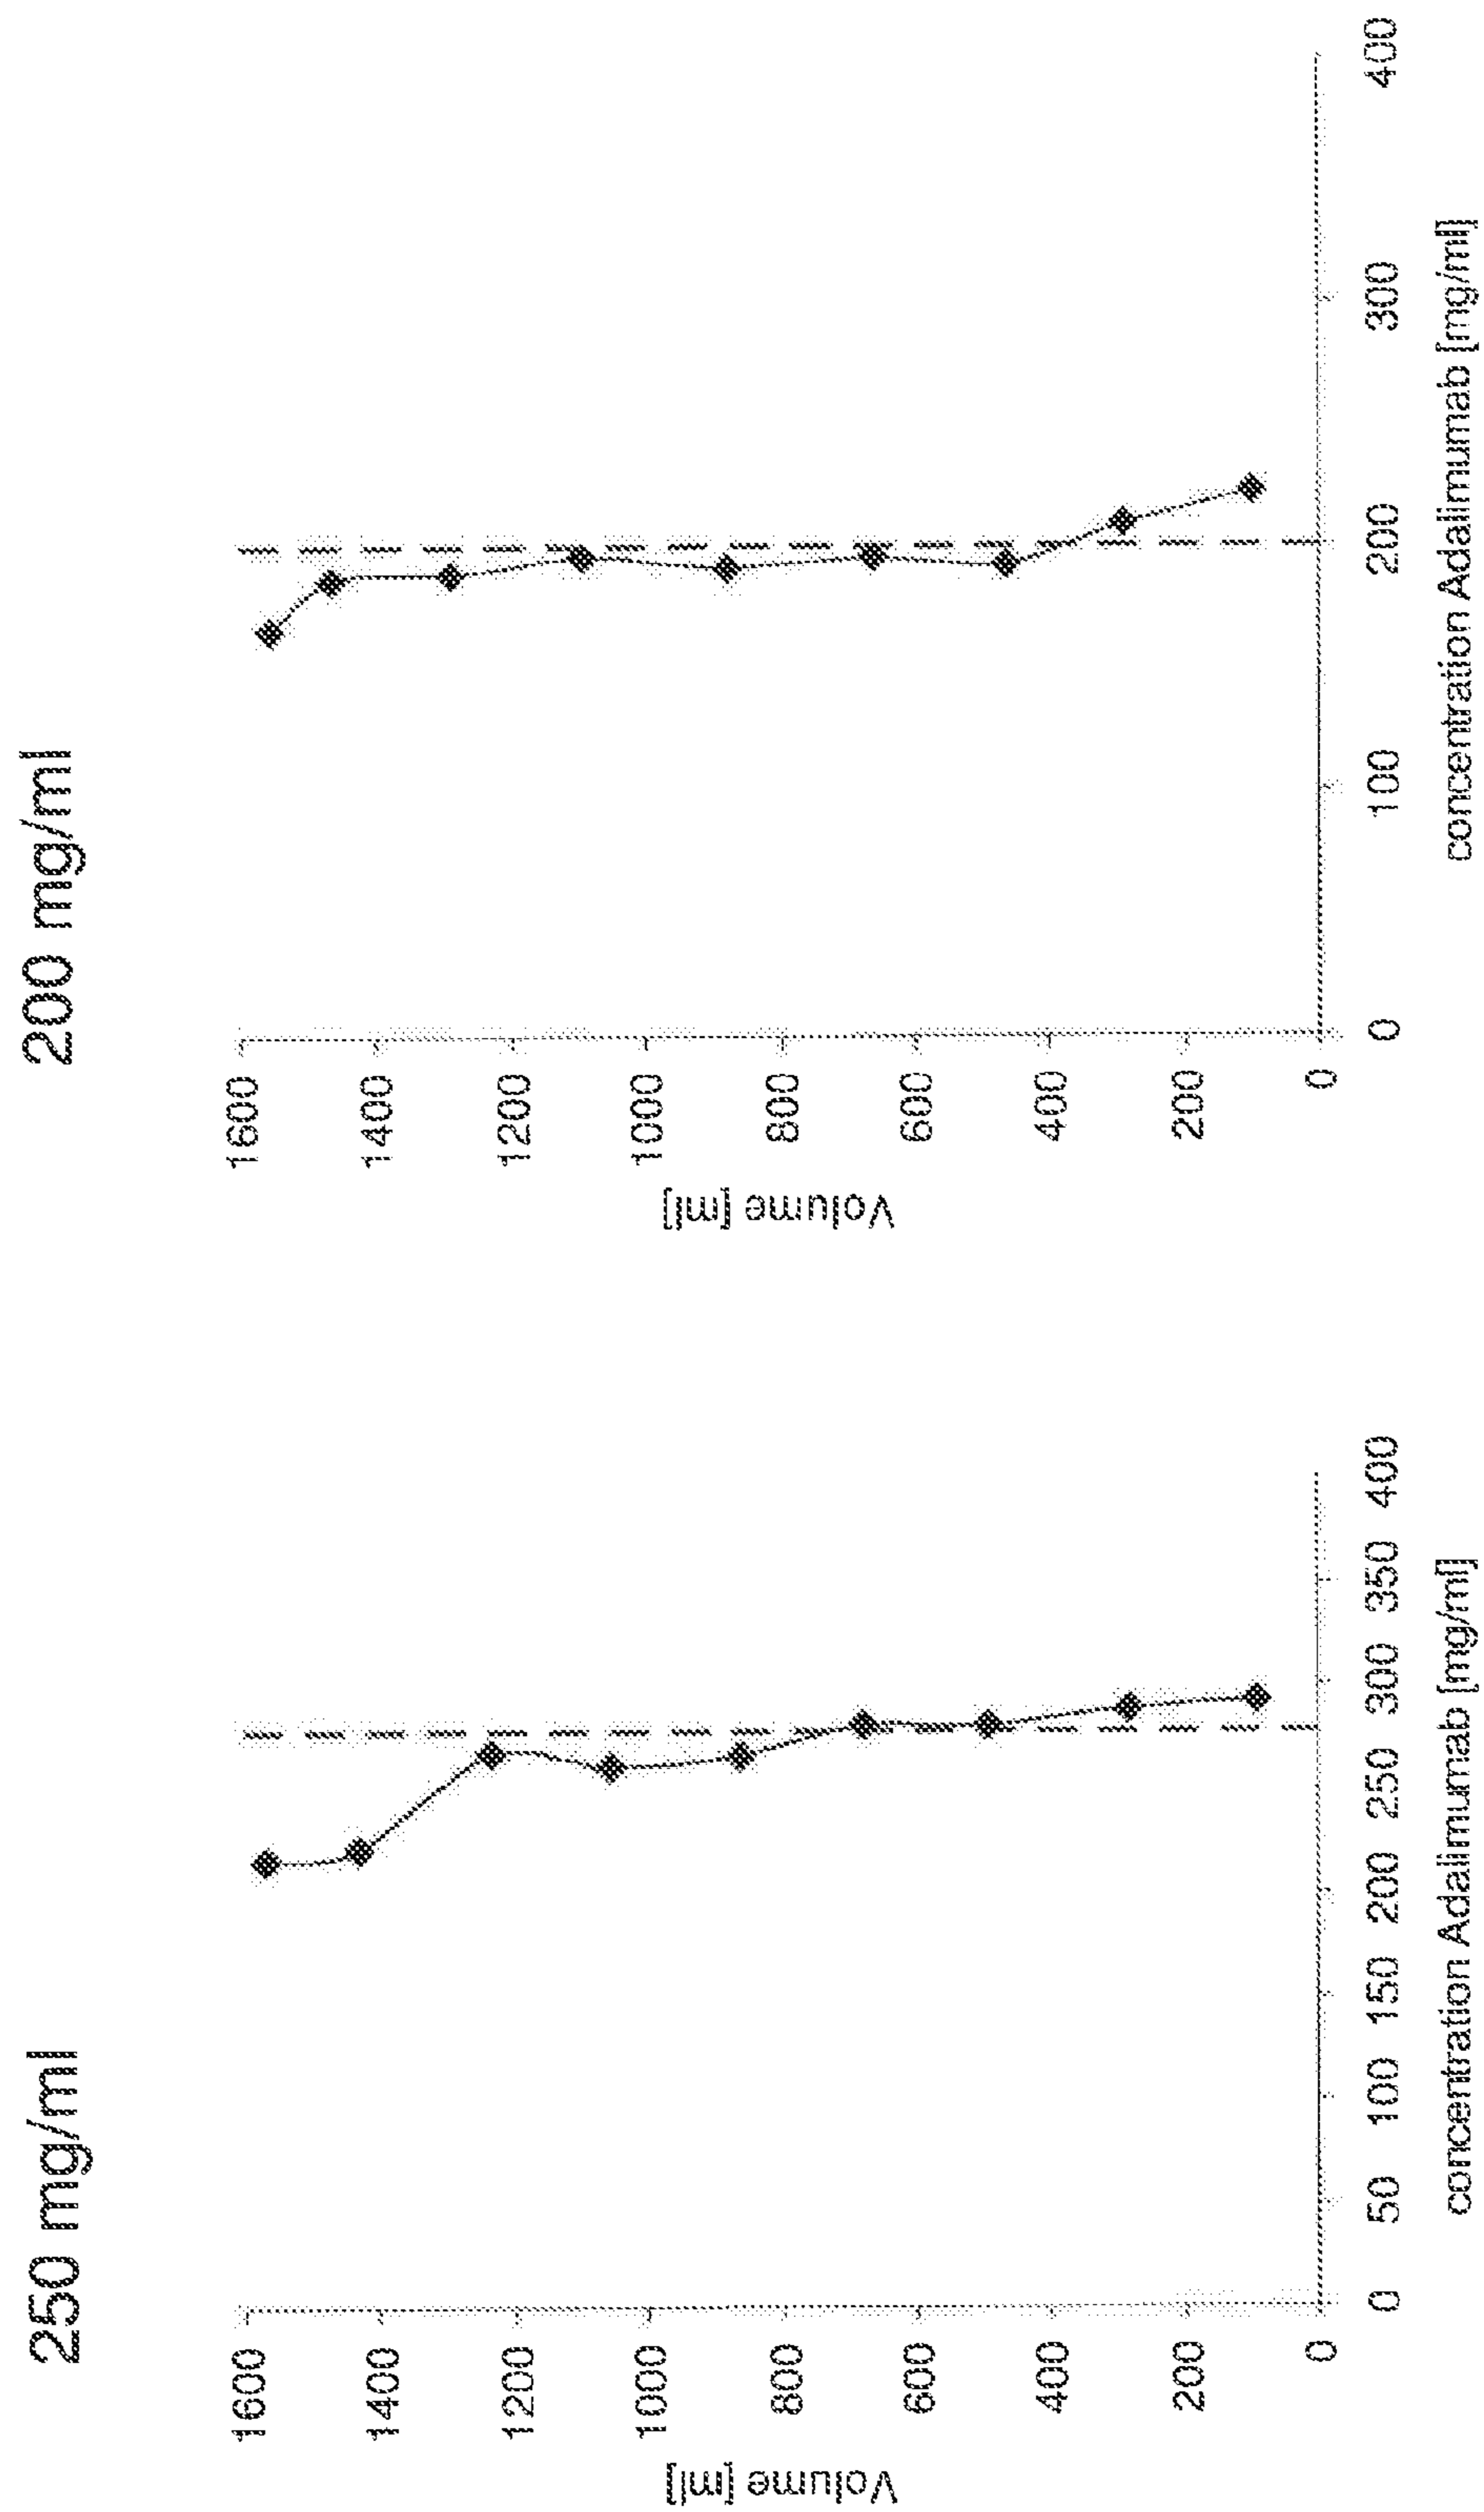 250 mg/ml
Volume [ml]
1600
1400
1200
1000
800
600
400
200
0
0 50 100 150 200 250 300 350 400
concentration Adalimumab [mg/ml]
200 mg/ml
Volume [ml]
1600
1400
1200
1000
800
600
400
200
0
0 100 200 300 400
concentration Adalimumab [mg/ml]